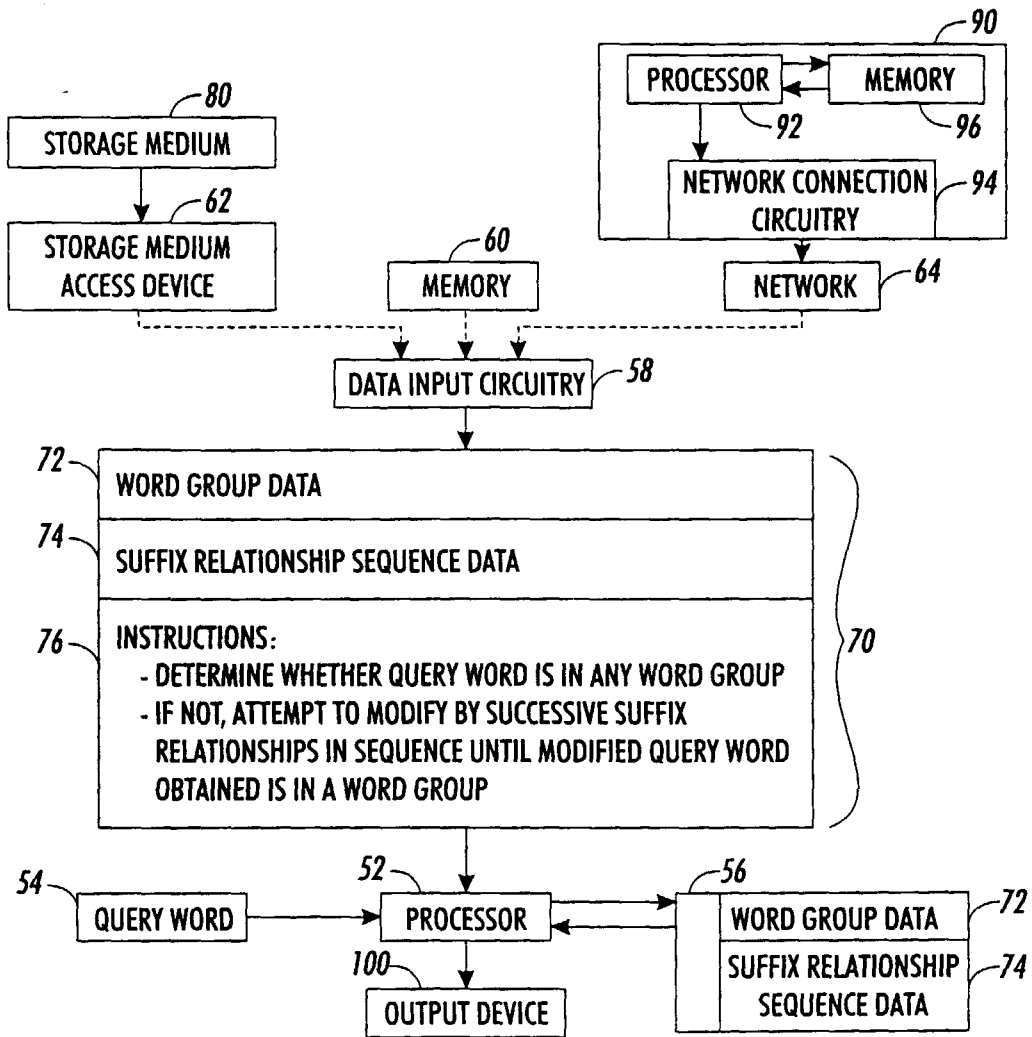 90
PROCESSOR
MEMORY
92
96
80
STORAGE MEDIUM
NETWORK CONNECTION
CIRCUITRY
94
62
STORAGE MEDIUM
ACCESS DEVICE
60
MEMORY
NETWORK
64
DATA INPUT CIRCUITRY
58
72
WORD GROUP DATA
74
SUFFIX RELATIONSHIP SEQUENCE DATA
76
INSTRUCTIONS:
- DETERMINE WHETHER QUERY WORD IS IN ANY WORD GROUP
- IF NOT, ATTEMPT TO MODIFY BY SUCCESSIVE SUFFIX
RELATIONSHIPS IN SEQUENCE UNTIL MODIFIED QUERY WORD
OBTAINED IS IN A WORD GROUP
70
54
QUERY WORD
52
PROCESSOR
56
WORD GROUP DATA
72
SUFFIX RELATIONSHIP
SEQUENCE DATA
74
100
OUTPUT DEVICE